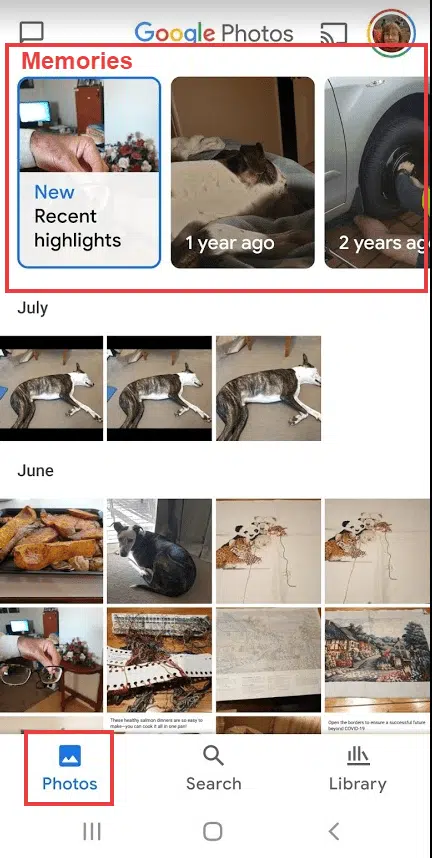 Google Photos
Memories
New
Recent
highlights
1 year ago
2 years ag
July
June
These healthy salmon dinners are so easy to
make–you can cook it all in one pan!
Open the borders to ensure a successful future
beyond COVID-19
Photos
Search
Library